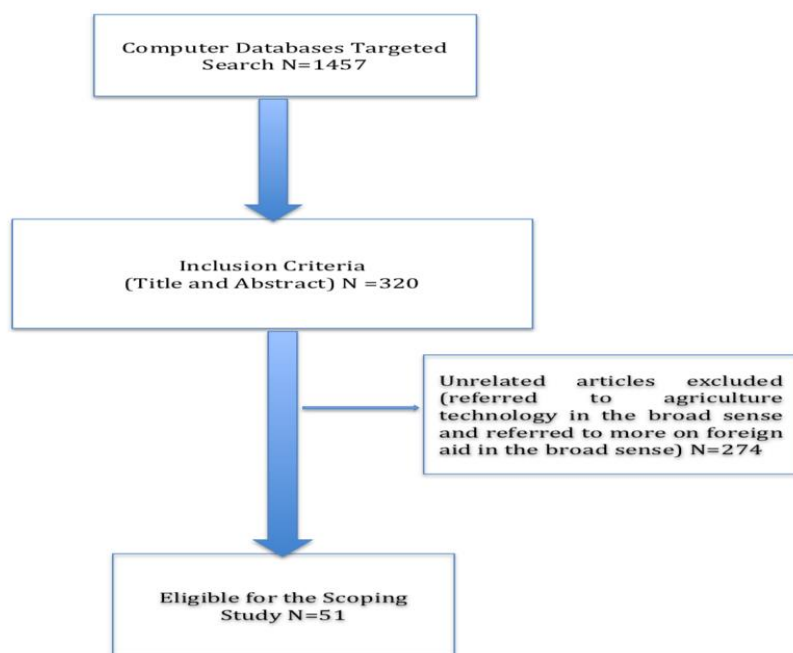 Computer Databases Targeted
Search N=1457
Inclusion Criteria
(Title and Abstract) N =320
Unrelated articles excluded
(referred to agriculture
technology in the broad sense
and referred to more on foreign
aid in the broad sense) N=274
Eligible for the Scoping
Study N=51